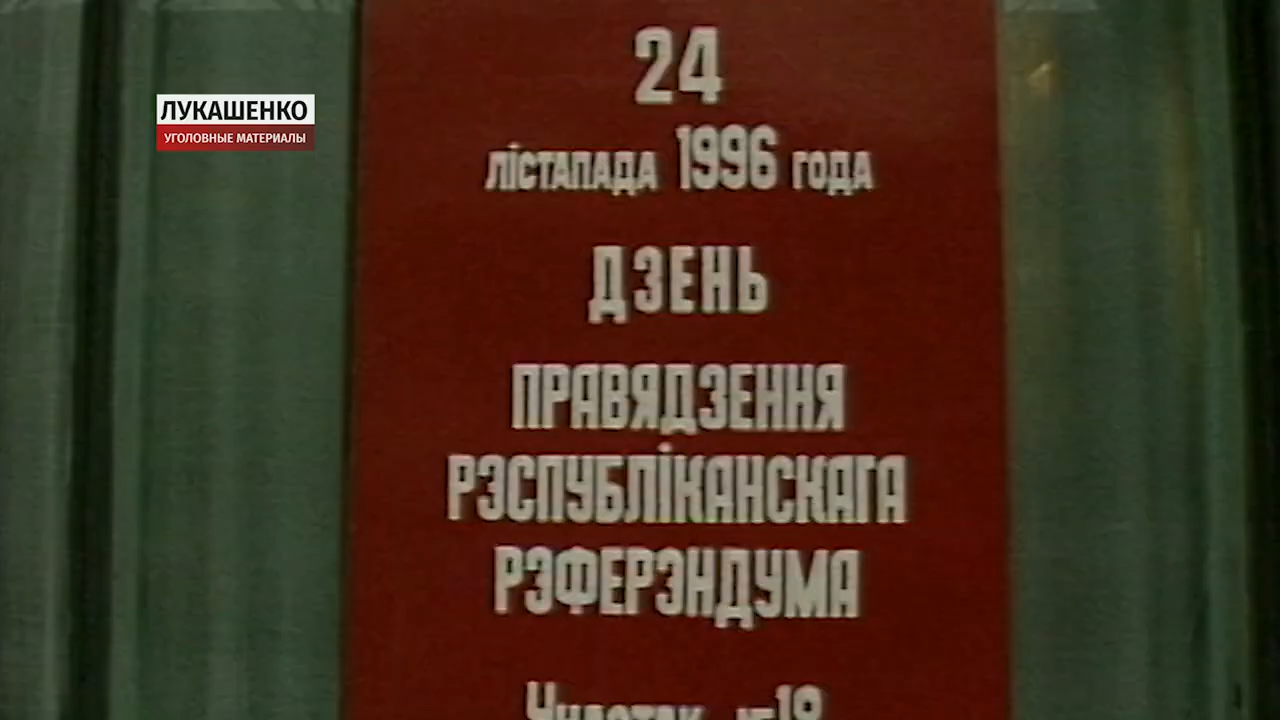 ЛУКАШЕНКО
УГОЛОВНЫЕ МАТЕРИАЛЫ
24
лістапада 1996 года
ДЗЕНЬ
ПРАВЯДЗЕННЯ
РЭСПУБЛІКАНСКАГА
РЭФЕРЭНДУМА